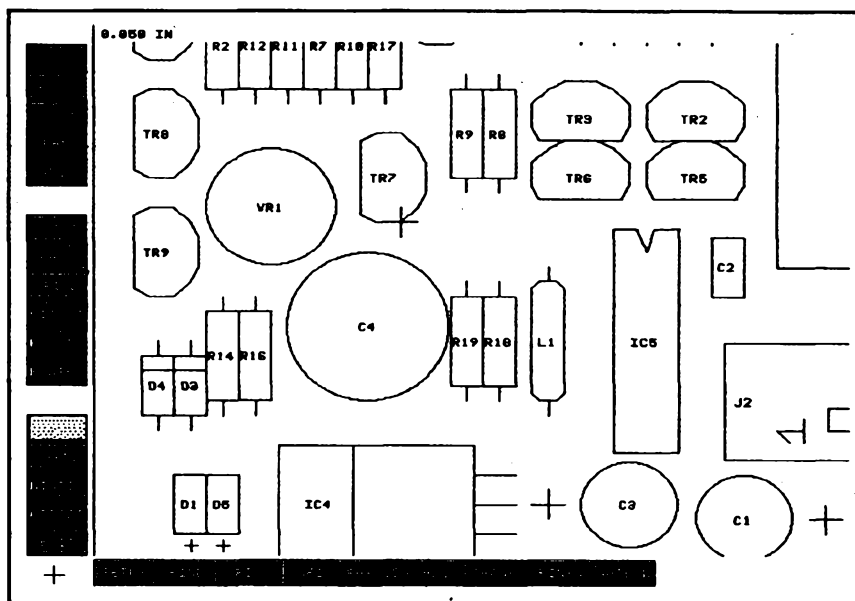 0.050 IN
R2 R12 R11 R7 R10 R17
TR8 TR7 R9 R8 TR3 TR2
TR6 TR5
VR1
TR9 C2
C4 R14 R16 R19 R18 L1 IC5
D4 D3 J2
1
D1 D5 IC4 C3 C1